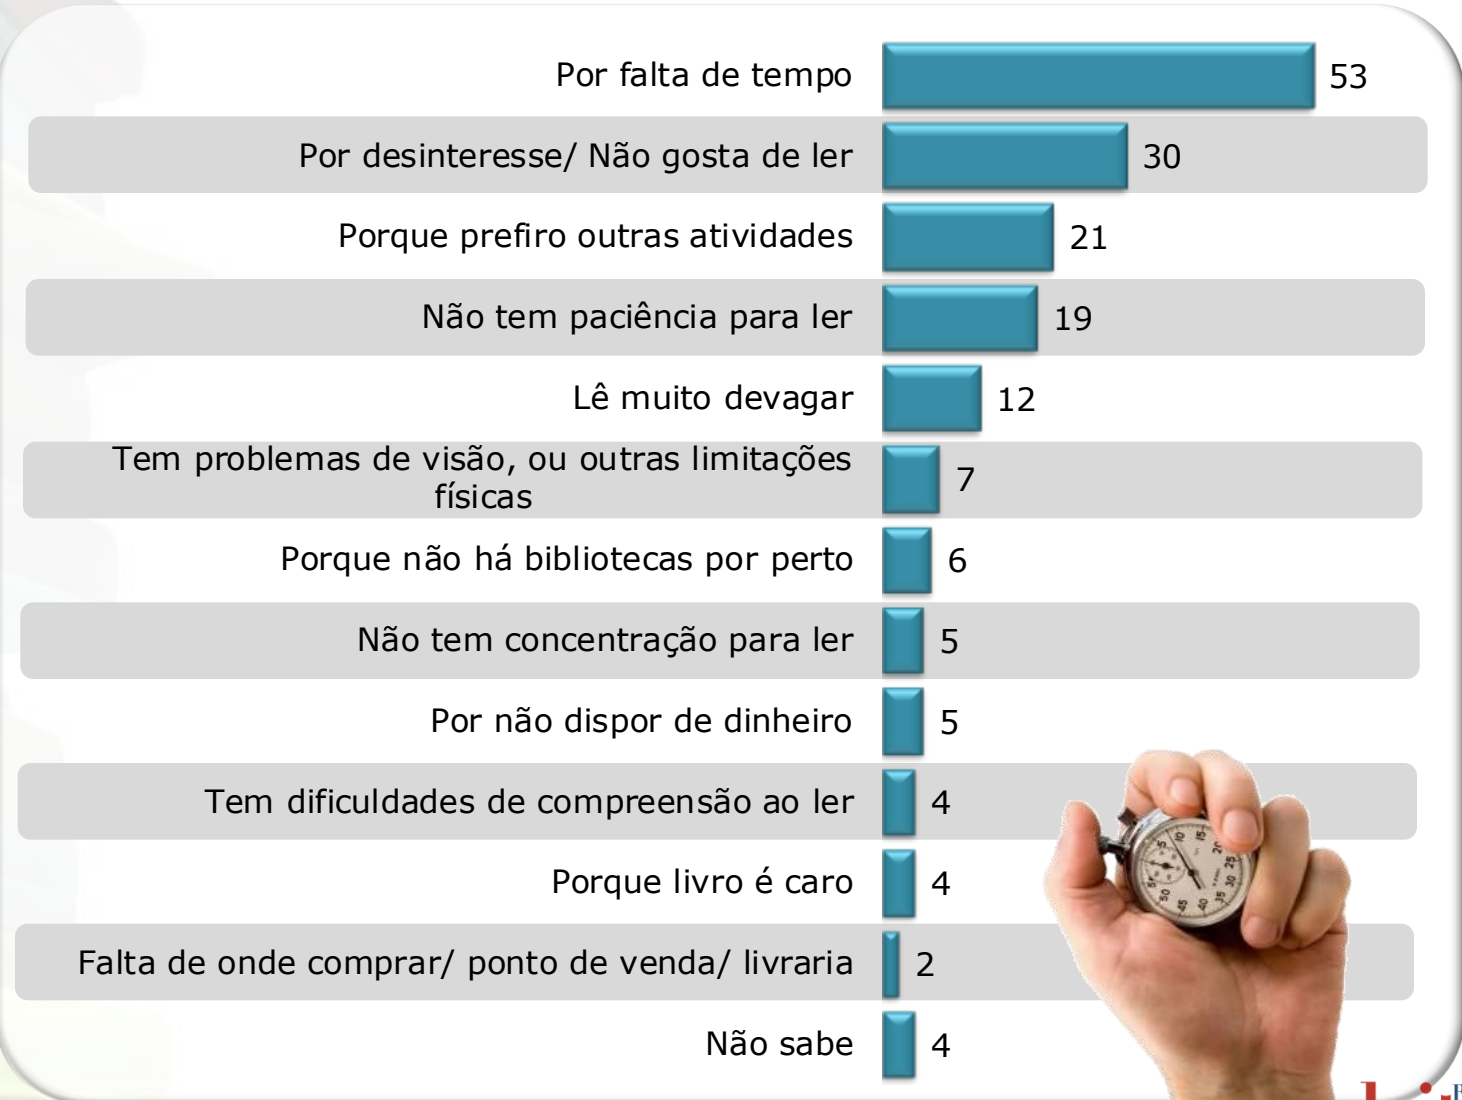 Por falta de tempo 53
Por desinteresse/ Não gosta de ler 30
Porque prefiro outras atividades 21
Não tem paciência para ler 19
Lê muito devagar 12
Tem problemas de visão, ou outras limitações
físicas 7
Porque não há bibliotecas por perto 6
Não tem concentração para ler 5
Por não dispor de dinheiro 5
Tem dificuldades de compreensão ao ler 4
Porque livro é caro 4
Falta de onde comprar/ ponto de venda/ livraria 2
Não sabe 4